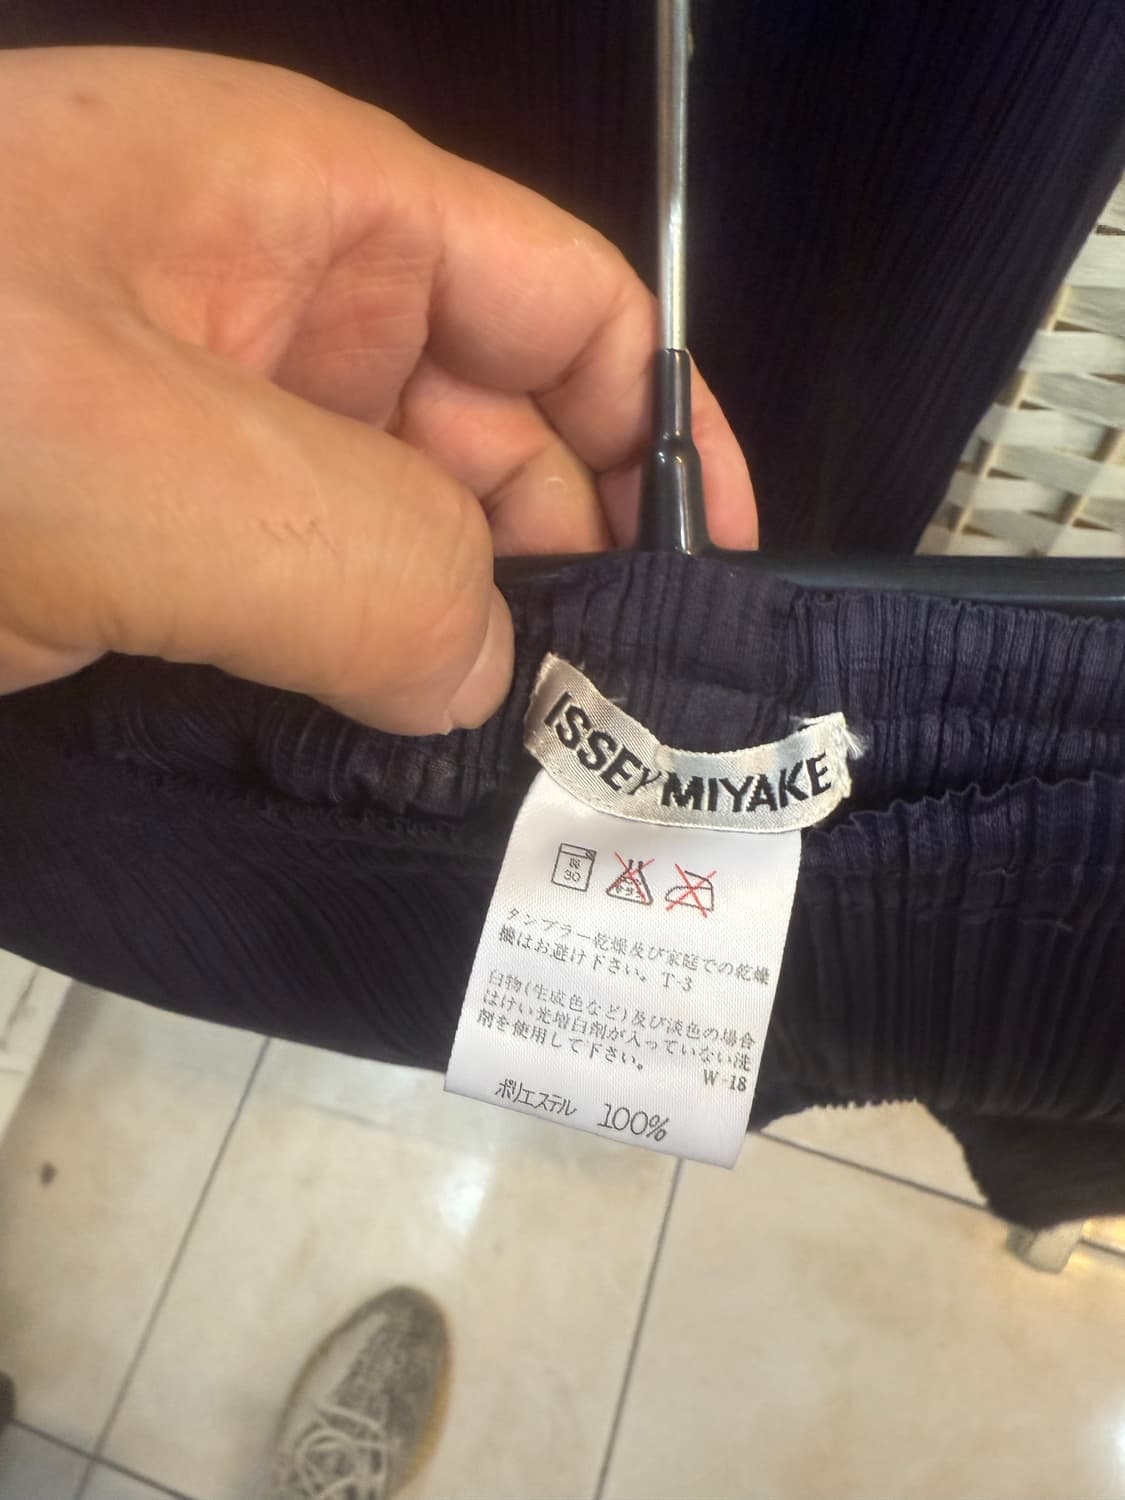 ISSEY MIYAKE
30
タンブラー乾燥及び家庭での乾燥
機はお避け下さい。 T-3
白物(生成色など)及び淡色の場合
はけい光増白剤が入っていない洗
剤を使用して下さい。
W-18
ポリエステル 100%